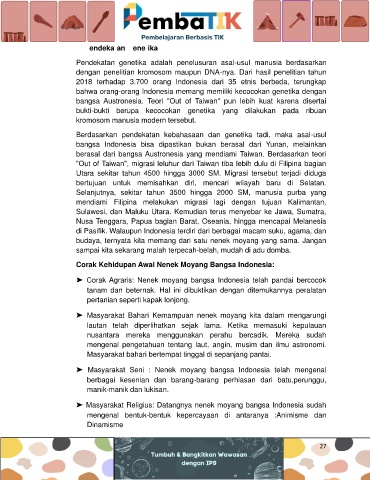 PembaTIK
Pembelajaran Berbasis TIK
endeka an ene ika
Pendekatan genetika adalah penelusuran asal-usul manusia berdasarkan
dengan penelitian kromosom maupun DNA-nya. Dari hasil penelitian tahun
2018 terhadap 3.700 orang Indonesia dari 35 etnis berbeda, terungkap
bahwa orang-orang Indonesia memang memiliki kecocokan genetika dengan
bangsa Austronesia. Teori "Out of Taiwan" pun lebih kuat karena disertai
bukti-bukti berupa kecocokan genetika yang dilakukan pada ribuan
kromosom manusia modern tersebut.
Berdasarkan pendekatan kebahasaan dan genetika tadi, maka asal-usul
bangsa Indonesia bisa dipastikan bukan berasal dari Yunan, melainkan
berasal dari bangsa Austronesia yang mendiami Taiwan. Berdasarkan teori
"Out of Taiwan", migrasi leluhur dari Taiwan tiba lebih dulu di Filipina bagian
Utara sekitar tahun 4500 hingga 3000 SM. Migrasi tersebut terjadi diduga
bertujuan untuk memisahkan diri, mencari wilayah baru di Selatan.
Selanjutnya, sekitar tahun 3500 hingga 2000 SM, manusia purba yang
mendiami Filipina melakukan migrasi lagi dengan tujuan Kalimantan,
Sulawesi, dan Maluku Utara. Kemudian terus menyebar ke Jawa, Sumatra,
Nusa Tenggara, Papua bagian Barat, Oseania, hingga mencapai Melanesia
di Pasifik. Walaupun Indonesia terdiri dari berbagai macam suku, agama, dan
budaya, ternyata kita memang dari satu nenek moyang yang sama. Jangan
sampai kita sekarang malah terpecah-belah, mudah di adu domba.
Corak Kehidupan Awal Nenek Moyang Bangsa Indonesia:
➤ Corak Agraris: Nenek moyang bangsa Indonesia telah pandai bercocok
tanam dan beternak. Hal ini dibuktikan dengan ditemukannya peralatan
pertanian seperti kapak lonjong.
➤ Masyarakat Bahari Kemampuan nenek moyang kita dalam mengarungi
lautan telah diperlihatkan sejak lama. Ketika memasuki kepulauan
nusantara mereka menggunakan perahu bercadik. Mereka sudah
mengenal pengetahuan tentang laut, angin, musim dan ilmu astronomi.
Masyarakat bahari bertempat tinggal di sepanjang pantai.
➤ Masyarakat Seni : Nenek moyang bangsa Indonesia telah mengenal
berbagai kesenian dan barang-barang perhiasan dari batu,perunggu,
manik-manik dan lukisan.
➤ Masyarakat Religius: Datangnya nenek moyang bangsa Indonesia sudah
mengenal bentuk-bentuk kepercayaan di antaranya :Animisme dan
Dinamisme
27
Tumbuh & Bangkitkan Wawasan
dengan IPS